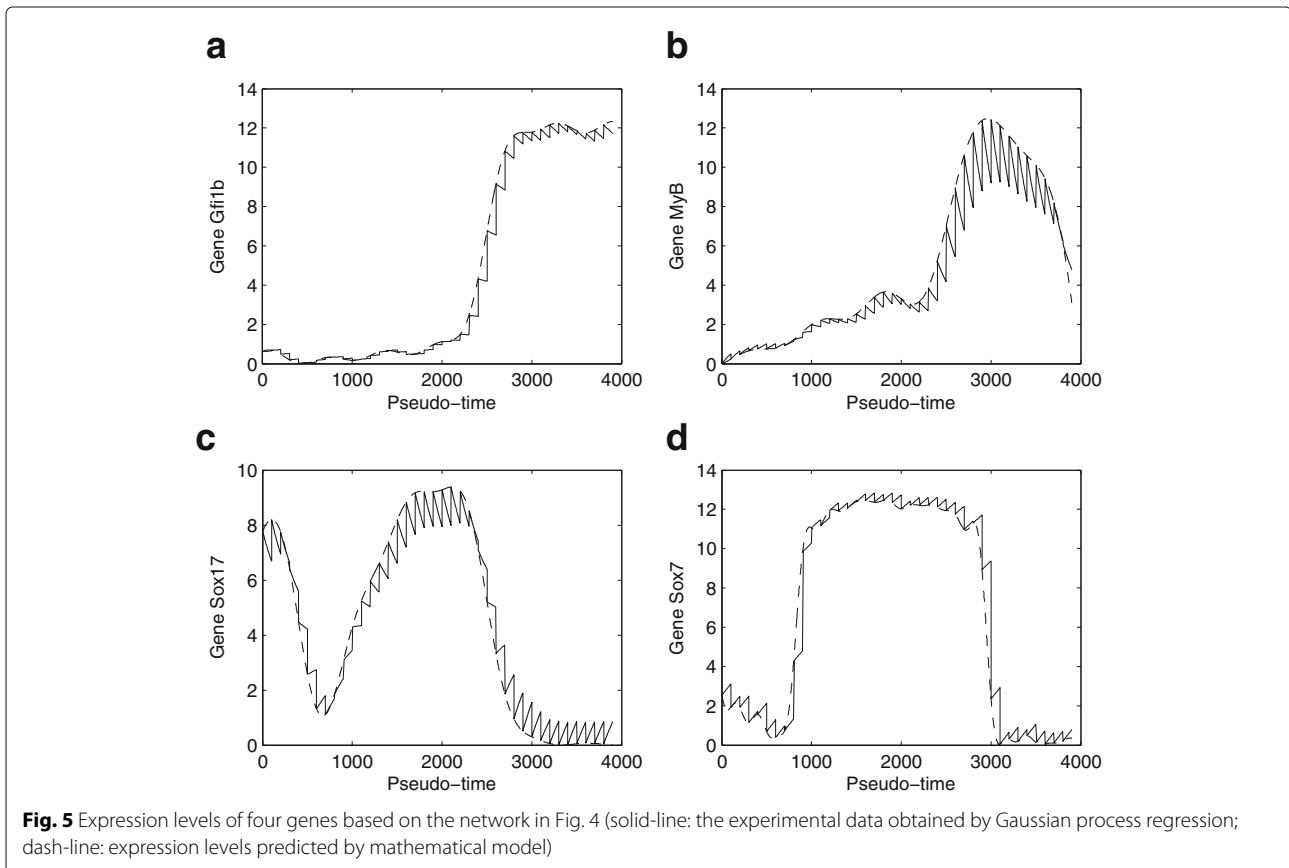 a
14
12
10
8
6
4
2
0
Gene Gfi1b
0 1000 2000 3000 4000
Pseudo−time
b
14
12
10
8
6
4
2
0
Gene MyB
0 1000 2000 3000 4000
Pseudo−time
c
10
8
6
4
2
0
Gene Sox17
0 1000 2000 3000 4000
Pseudo−time
d
14
12
10
8
6
4
2
0
Gene Sox7
0 1000 2000 3000 4000
Pseudo−time
Fig. 5 Expression levels of four genes based on the network in Fig. 4 (solid-line: the experimental data obtained by Gaussian process regression;
dash-line: expression levels predicted by mathematical model)